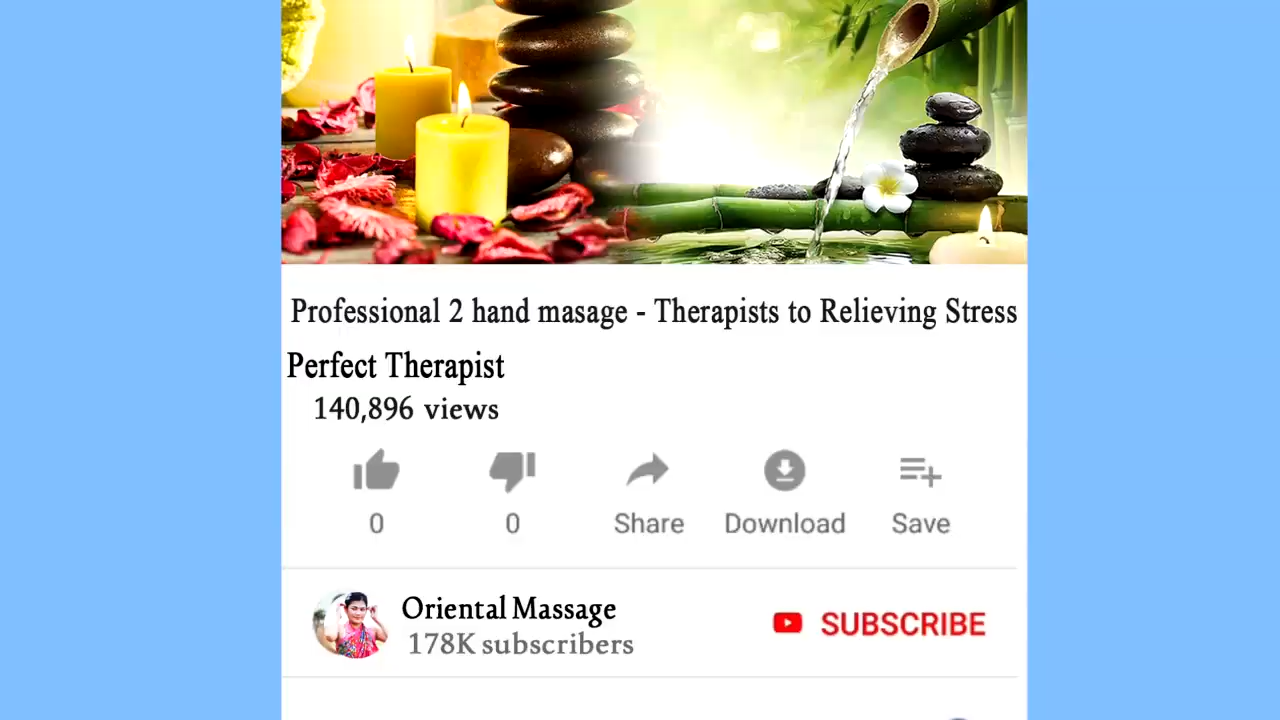 Professional 2 hand masage - Therapists to Relieving Stress
Perfect Therapist
140,896 views
0 0 Share Download Save
Oriental Massage
SUBSCRIBE
178K subscribers